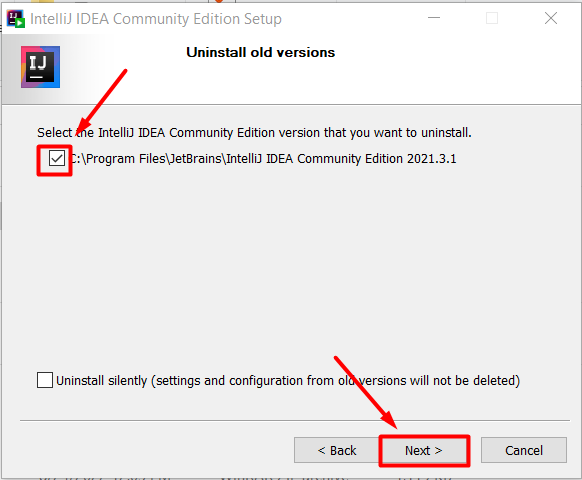 IntelliJ IDEA Community Edition Setup
IJ
Uninstall old versions
Select the IntelliJ IDEA Community Edition version that you want to uninstall.
C:\Program Files\JetBrains\IntelliJ IDEA Community Edition 2021.3.1
Uninstall silently (settings and configuration from old versions will not be deleted)
< Back
Next >
Cancel